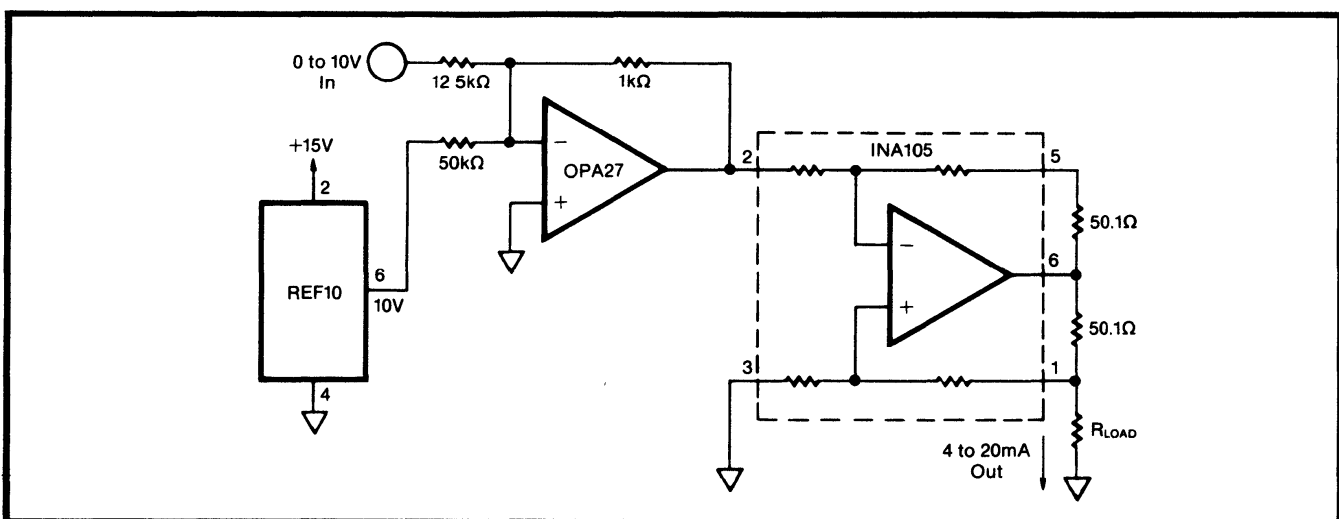 0 to 10V
In
12 5kΩ
1kΩ
+15V
2
50kΩ
−
OPA27
+
6
10V
REF10
4
2
INA105
5
50.1Ω
−
6
+
50.1Ω
3
1
RLOAD
4 to 20mA
Out